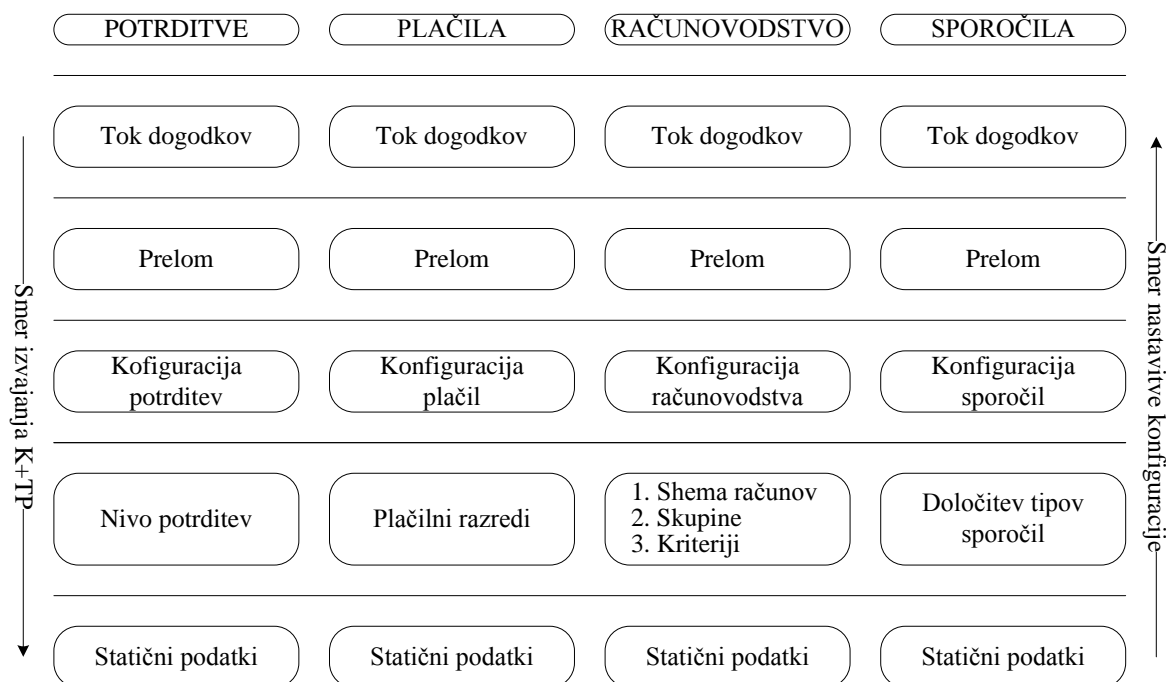 POTRDITVE
PLAČILA
RAČUNOVODSTVO
SPOROČILA
Tok dogodkov
Tok dogodkov
Tok dogodkov
Tok dogodkov
Prelom
Prelom
Prelom
Prelom
Kofiguracija
potrditev
Konfiguracija
plačil
Konfiguracija
računovodstva
Konfiguracija
sporočil
Nivo potrditev
Plačilni razredi
1. Shema računov
2. Skupine
3. Kriteriji
Določitev tipov
sporočil
Statični podatki
Statični podatki
Statični podatki
Statični podatki
Smer izvajanja K+TP
Smer nastavitve konfiguracije